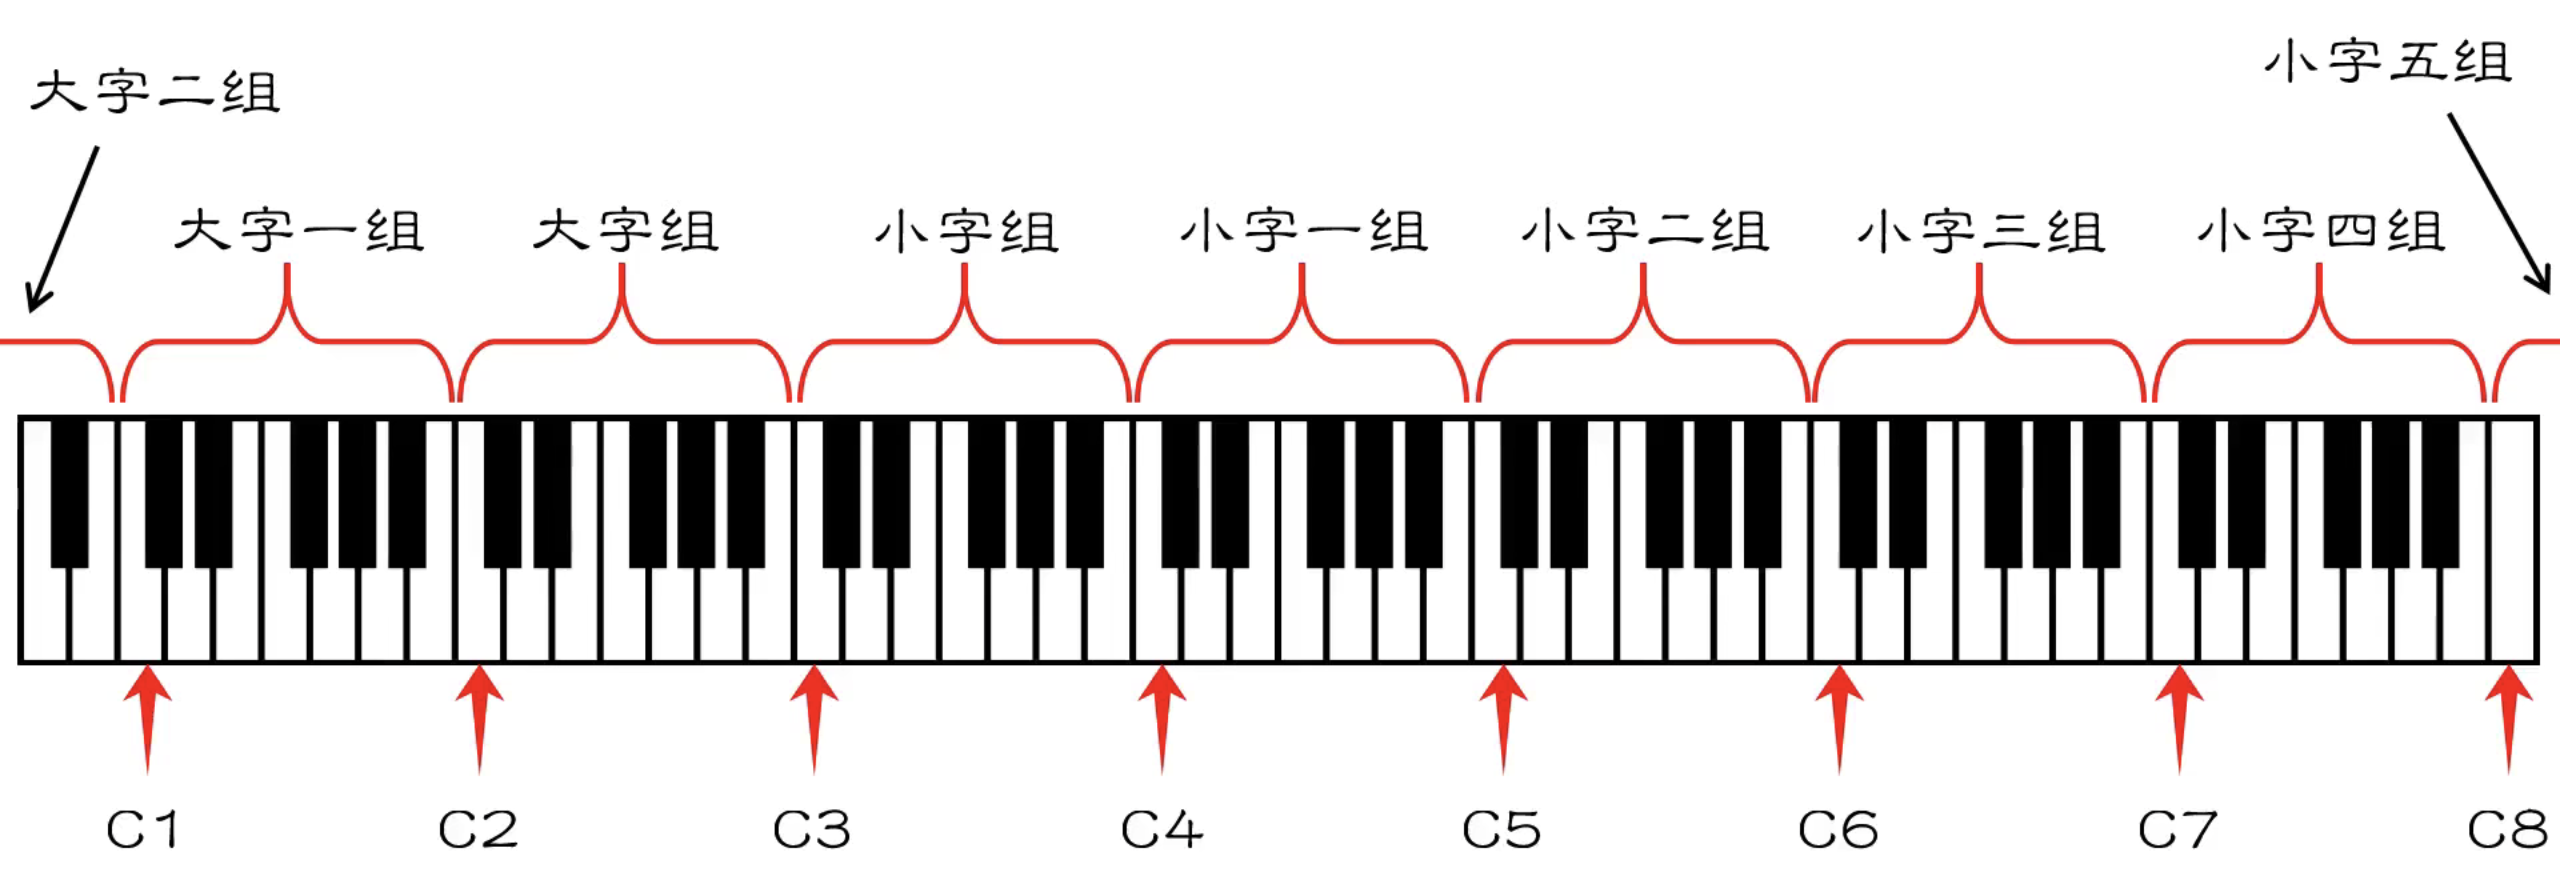 大字二组
小字五组
大字一组 大字组 小字组 小字一组 小字二组 小字三组 小字四组
C1 C2 C3 C4 C5 C6 C7 C8